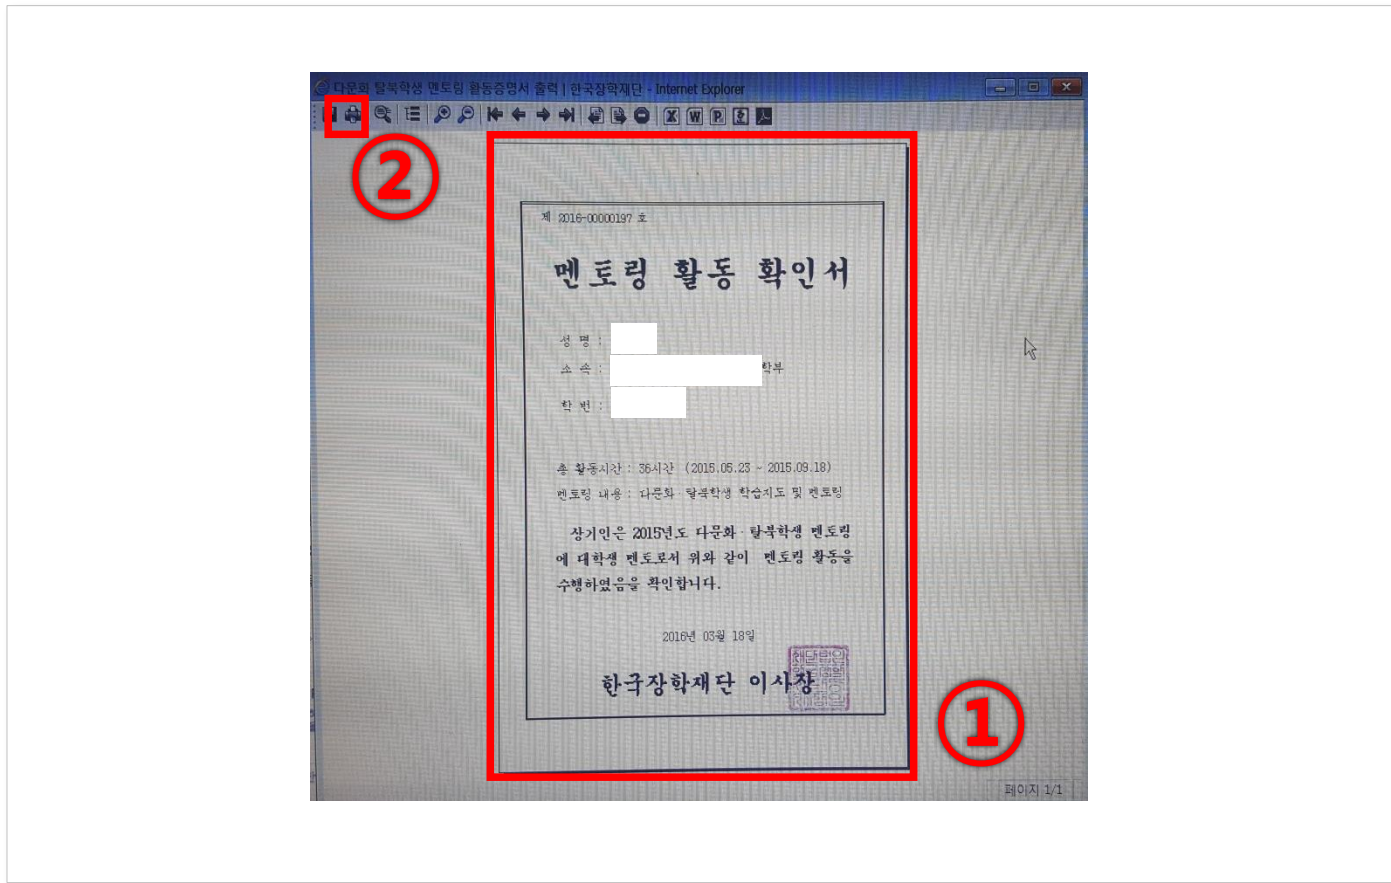 다문화 탈북학생 멘토링 활동증명서 출력 | 한국장학재단 - Internet Explorer
②
제 2016-00000197 호
멘토링 활동 확인서
성 명 :
소 속 : 학부
학 번 :
총 활동시간 : 36시간 (2015.05.23 ~ 2015.09.18)
멘토링 내용 : 다문화·탈북학생 학습지도 및 멘토링
상기인은 2015년도 다문화·탈북학생 멘토링
에 대학생 멘토로서 위와 같이 멘토링 활동을
수행하였음을 확인합니다.
2016년 03월 18일
한국장학재단 이사장
①
페이지 1/1